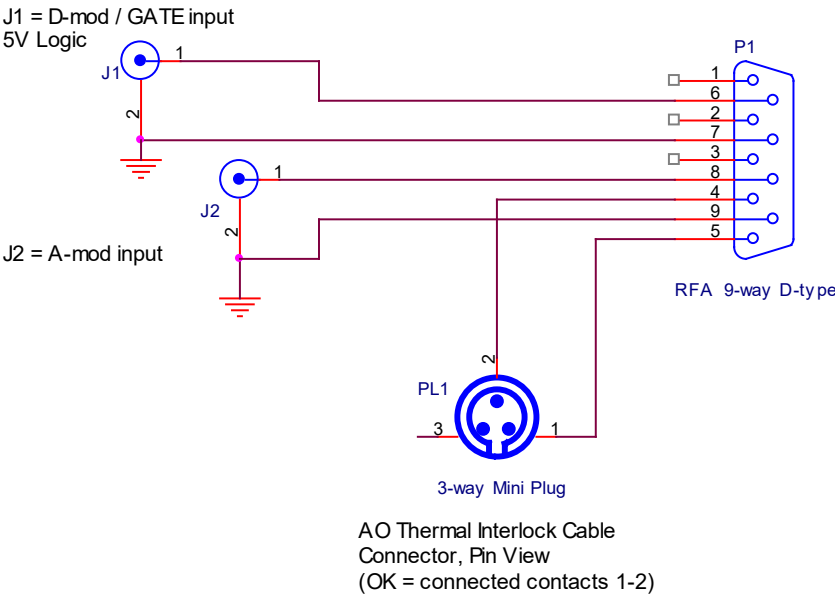 J1 = D-mod / GATE input
5V Logic
J1
1
2
P1
1
6
2
7
3
8
4
9
5
J2
1
2
J2 = A-mod input
RFA 9-way D-type
2
PL1
3
1
3-way Mini Plug
AO Thermal Interlock Cable
Connector, Pin View
(OK = connected contacts 1-2)